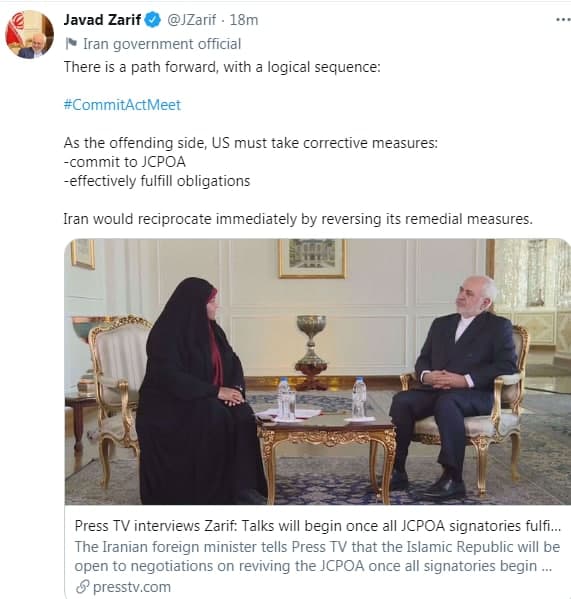 Javad Zarif @JZarif · 18m
Iran government official
There is a path forward, with a logical sequence:
#CommitActMeet
As the offending side, US must take corrective measures:
-commit to JCPOA
-effectively fulfill obligations
Iran would reciprocate immediately by reversing its remedial measures.
Press TV interviews Zarif: Talks will begin once all JCPOA signatories fulfi...
The Iranian foreign minister tells Press TV that the Islamic Republic will be
open to negotiations on reviving the JCPOA once all signatories begin ...
presstv.com